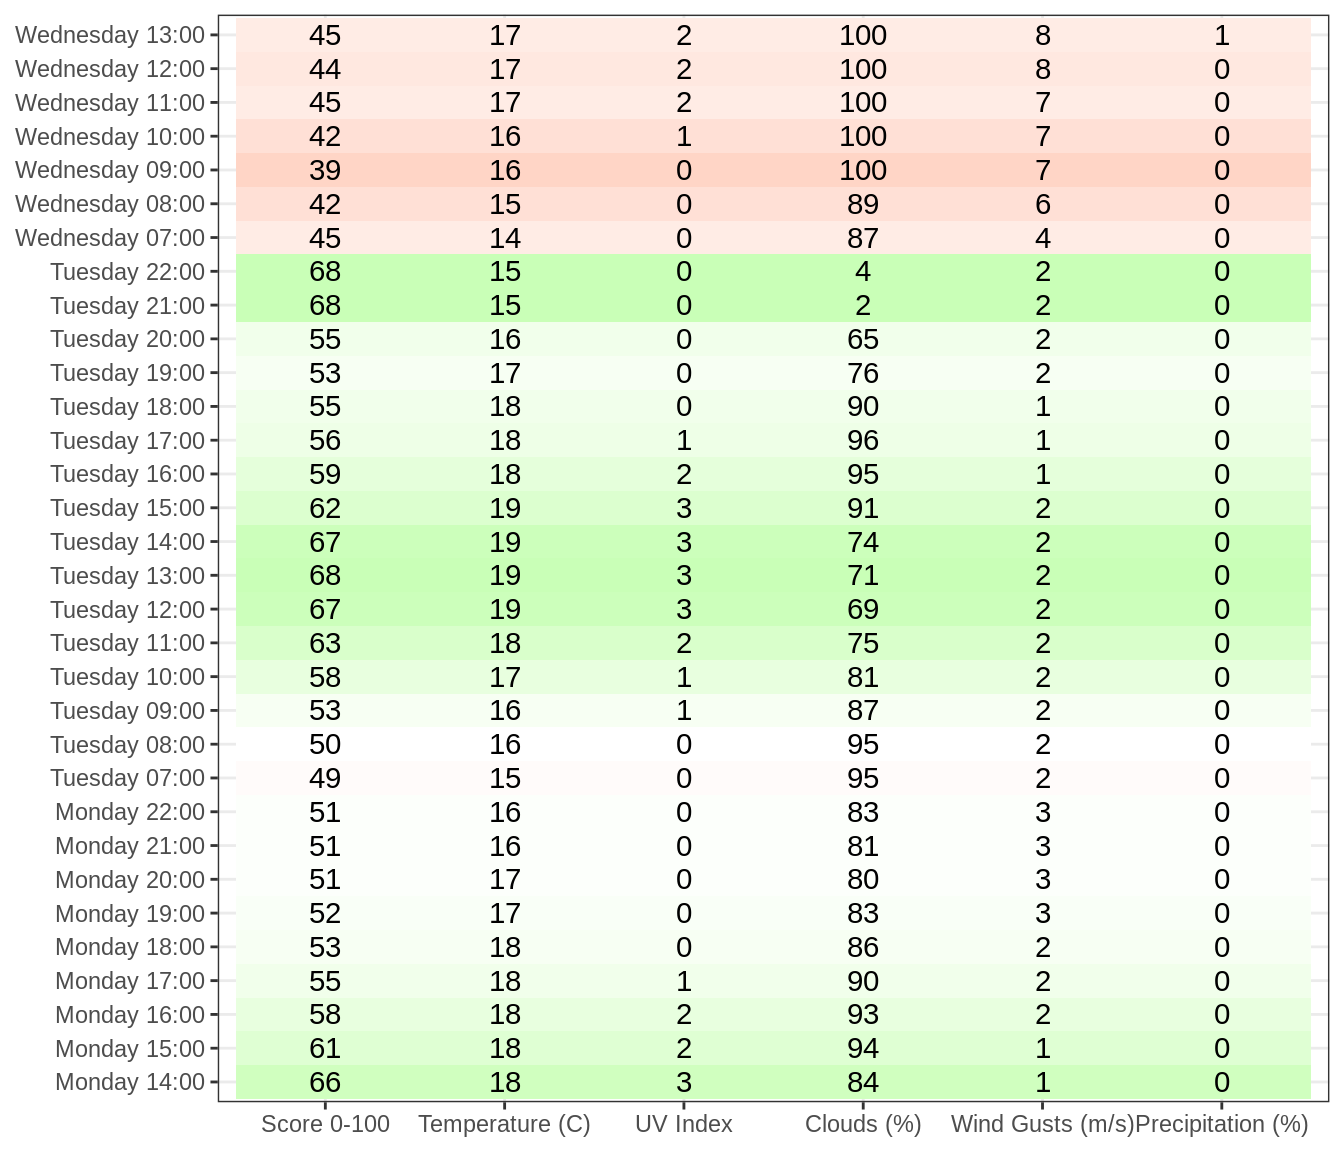 Wednesday 13:00 45 17 2 100 8 1
Wednesday 12:00 44 17 2 100 8 0
Wednesday 11:00 45 17 2 100 7 0
Wednesday 10:00 42 16 1 100 7 0
Wednesday 09:00 39 16 0 100 7 0
Wednesday 08:00 42 15 0 89 6 0
Wednesday 07:00 45 14 0 87 4 0
Tuesday 22:00 68 15 0 4 2 0
Tuesday 21:00 68 15 0 2 2 0
Tuesday 20:00 55 16 0 65 2 0
Tuesday 19:00 53 17 0 76 2 0
Tuesday 18:00 55 18 0 90 1 0
Tuesday 17:00 56 18 1 96 1 0
Tuesday 16:00 59 18 2 95 1 0
Tuesday 15:00 62 19 3 91 2 0
Tuesday 14:00 67 19 3 74 2 0
Tuesday 13:00 68 19 3 71 2 0
Tuesday 12:00 67 19 3 69 2 0
Tuesday 11:00 63 18 2 75 2 0
Tuesday 10:00 58 17 1 81 2 0
Tuesday 09:00 53 16 1 87 2 0
Tuesday 08:00 50 16 0 95 2 0
Tuesday 07:00 49 15 0 95 2 0
Monday 22:00 51 16 0 83 3 0
Monday 21:00 51 16 0 81 3 0
Monday 20:00 51 17 0 80 3 0
Monday 19:00 52 17 0 83 3 0
Monday 18:00 53 18 0 86 2 0
Monday 17:00 55 18 1 90 2 0
Monday 16:00 58 18 2 93 2 0
Monday 15:00 61 18 2 94 1 0
Monday 14:00 66 18 3 84 1 0
Score 0-100 Temperature (C) UV Index Clouds (%) Wind Gusts (m/s) Precipitation (%)